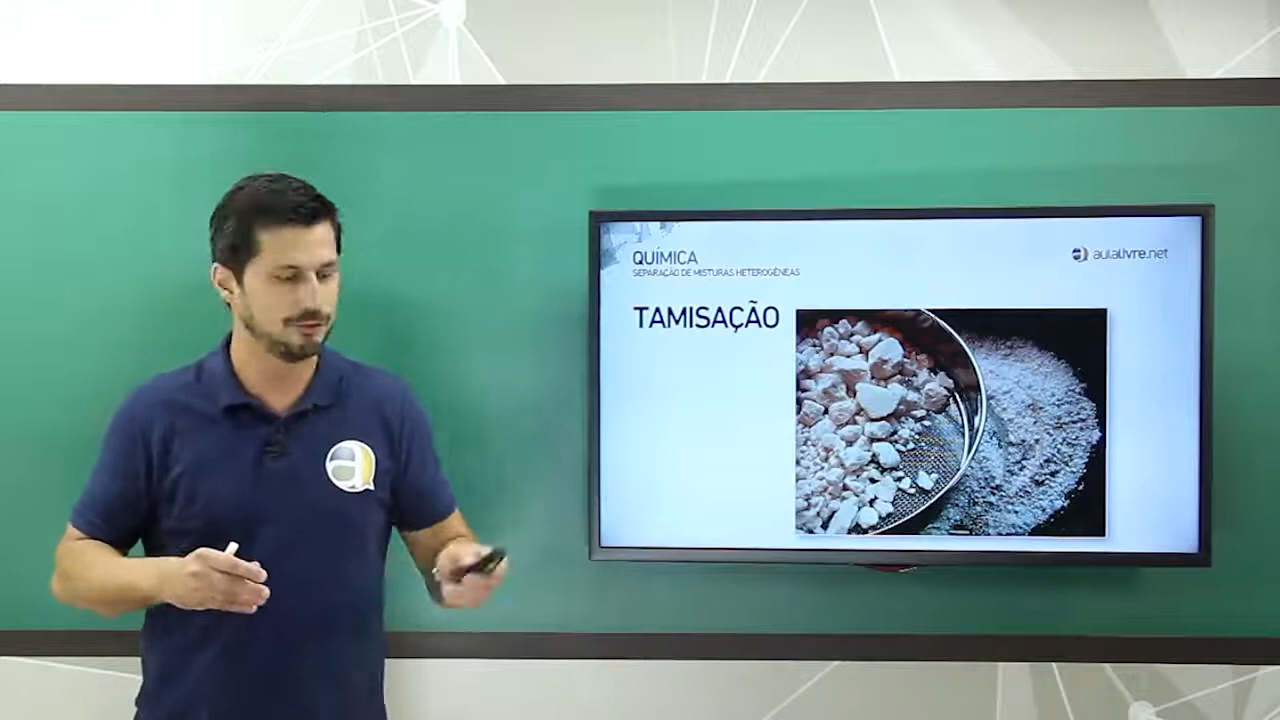 QUÍMICA
SEPARAÇÃO DE MISTURAS HETEROGÊNEAS
aulalivre.net
TAMISAÇÃO
a